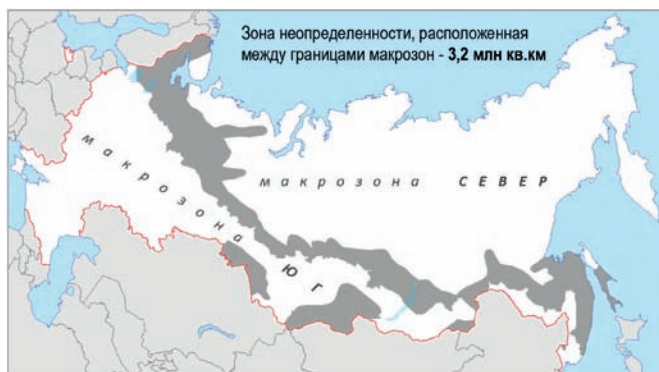 Зона неопределенности, расположенная
между границами макрозон - 3,2 млн кв.км
макрозона СЕВЕР
макрозона ЮГ